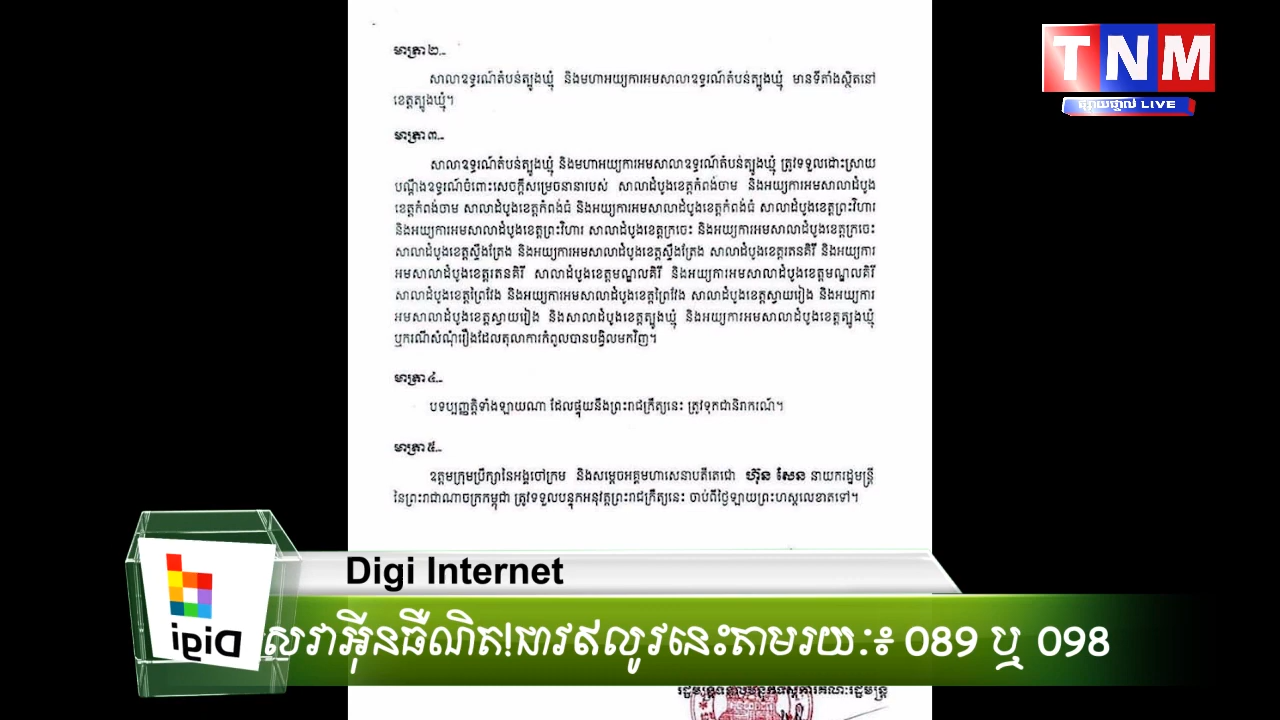 មាត្រា ២._
សាលាឧទ្ធរណ៍តំបន់ត្បូងឃ្មុំ និងមហាអយ្យការអមសាលាឧទ្ធរណ៍តំបន់ត្បូងឃ្មុំ មានទីតាំងស្ថិតនៅ
ខេត្តត្បូងឃ្មុំ។
មាត្រា ៣._
សាលាឧទ្ធរណ៍តំបន់ត្បូងឃ្មុំ និងមហាអយ្យការអមសាលាឧទ្ធរណ៍តំបន់ត្បូងឃ្មុំ ត្រូវទទួលដោះស្រាយ
បណ្តឹងឧទ្ធរណ៍ចំពោះសេចក្តីសម្រេចនានារបស់ សាលាដំបូងខេត្តកំពង់ចាម និងអយ្យការអមសាលាដំបូង
ខេត្តកំពង់ចាម សាលាដំបូងខេត្តកំពង់ធំ និងអយ្យការអមសាលាដំបូងខេត្តកំពង់ធំ សាលាដំបូងខេត្តព្រះវិហារ
និងអយ្យការអមសាលាដំបូងខេត្តព្រះវិហារ សាលាដំបូងខេត្តក្រចេះ និងអយ្យការអមសាលាដំបូងខេត្តក្រចេះ
សាលាដំបូងខេត្តស្ទឹងត្រែង និងអយ្យការអមសាលាដំបូងខេត្តស្ទឹងត្រែង សាលាដំបូងខេត្តរតនគិរី និងអយ្យការ
អមសាលាដំបូងខេត្តរតនគិរី សាលាដំបូងខេត្តមណ្ឌលគិរី និងអយ្យការអមសាលាដំបូងខេត្តមណ្ឌលគិរី
សាលាដំបូងខេត្តព្រៃវែង និងអយ្យការអមសាលាដំបូងខេត្តព្រៃវែង សាលាដំបូងខេត្តស្វាយរៀង និងអយ្យការ
អមសាលាដំបូងខេត្តស្វាយរៀង និងសាលាដំបូងខេត្តត្បូងឃ្មុំ និងអយ្យការអមសាលាដំបូងខេត្តត្បូងឃ្មុំ
ឬករណីសំណុំរឿងដែលតុលាការកំពូលបានបង្វិលមកវិញ។
មាត្រា ៤._
បទប្បញ្ញត្តិទាំងឡាយណា ដែលផ្ទុយនឹងព្រះរាជក្រឹត្យនេះ ត្រូវទុកជានិរាករណ៍។
មាត្រា ៥._
ឧត្តមក្រុមប្រឹក្សានៃអង្គចៅក្រម និងសម្តេចអគ្គមហាសេនាបតីតេជោ ហ៊ុន សែន នាយករដ្ឋមន្ត្រី
នៃព្រះរាជាណាចក្រកម្ពុជា ត្រូវទទួលបន្ទុកអនុវត្តព្រះរាជក្រឹត្យនេះ ចាប់ពីថ្ងៃឡាយព្រះហស្តលេខាតទៅ។
TNM
ផ្សាយផ្ទាល់ LIVE
Digi Internet
Digi
សេវាអ៊ីនធឺណិត!ជាវឥលូវនេះតាមរយៈ៖ 089 ឬ 098